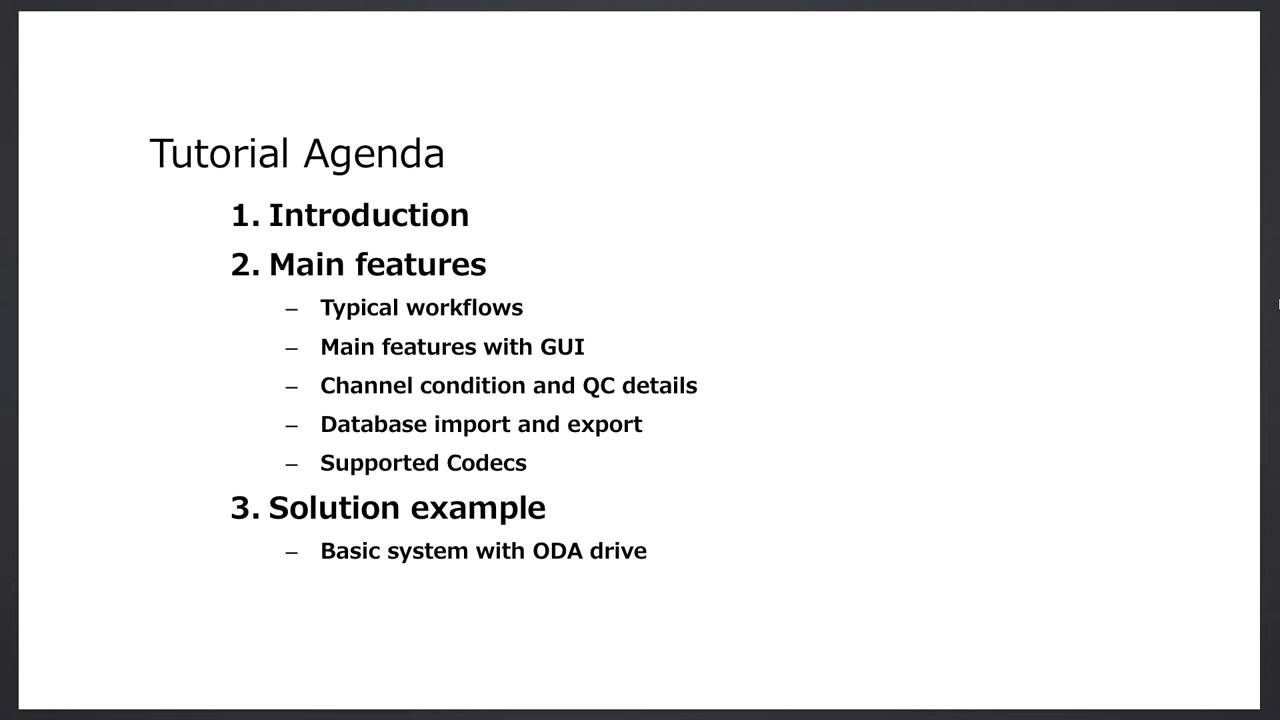 Tutorial Agenda
1. Introduction
2. Main features
– Typical workflows
– Main features with GUI
– Channel condition and QC details
– Database import and export
– Supported Codecs
3. Solution example
– Basic system with ODA drive